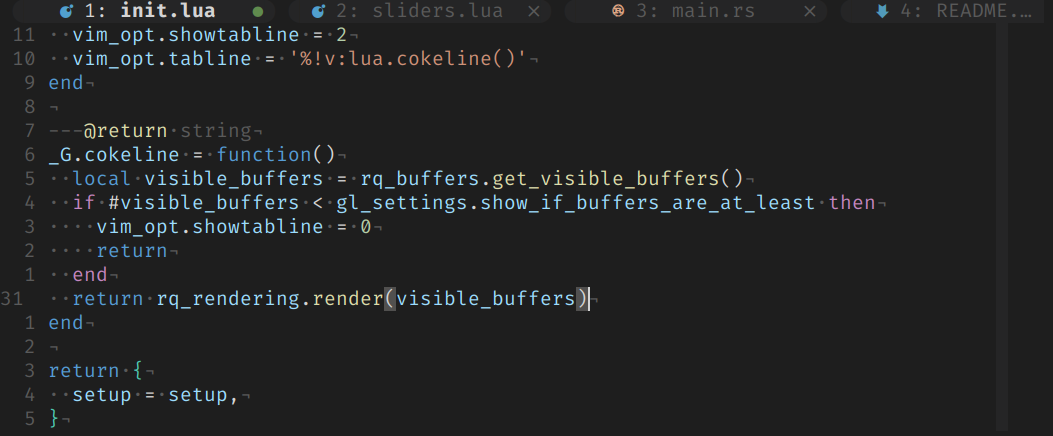 1: init.lua ● 2: sliders.lua × 3: main.rs × 4: README.…
11 ··vim_opt.showtabline·=·2¬
10 ··vim_opt.tabline·=·'%!v:lua.cokeline()'¬
9 end¬
8 ¬
7 ---@return·string¬
6 _G.cokeline·=·function()¬
5 ··local·visible_buffers·=·rq_buffers.get_visible_buffers()¬
4 ··if·#visible_buffers·<·gl_settings.show_if_buffers_are_at_least·then¬
3 ····vim_opt.showtabline·=·0¬
2 ····return¬
1 ··end¬
31 ··return·rq_rendering.render(visible_buffers)¬
1 end¬
2 ¬
3 return·{¬
4 ··setup·=·setup,¬
5 }¬